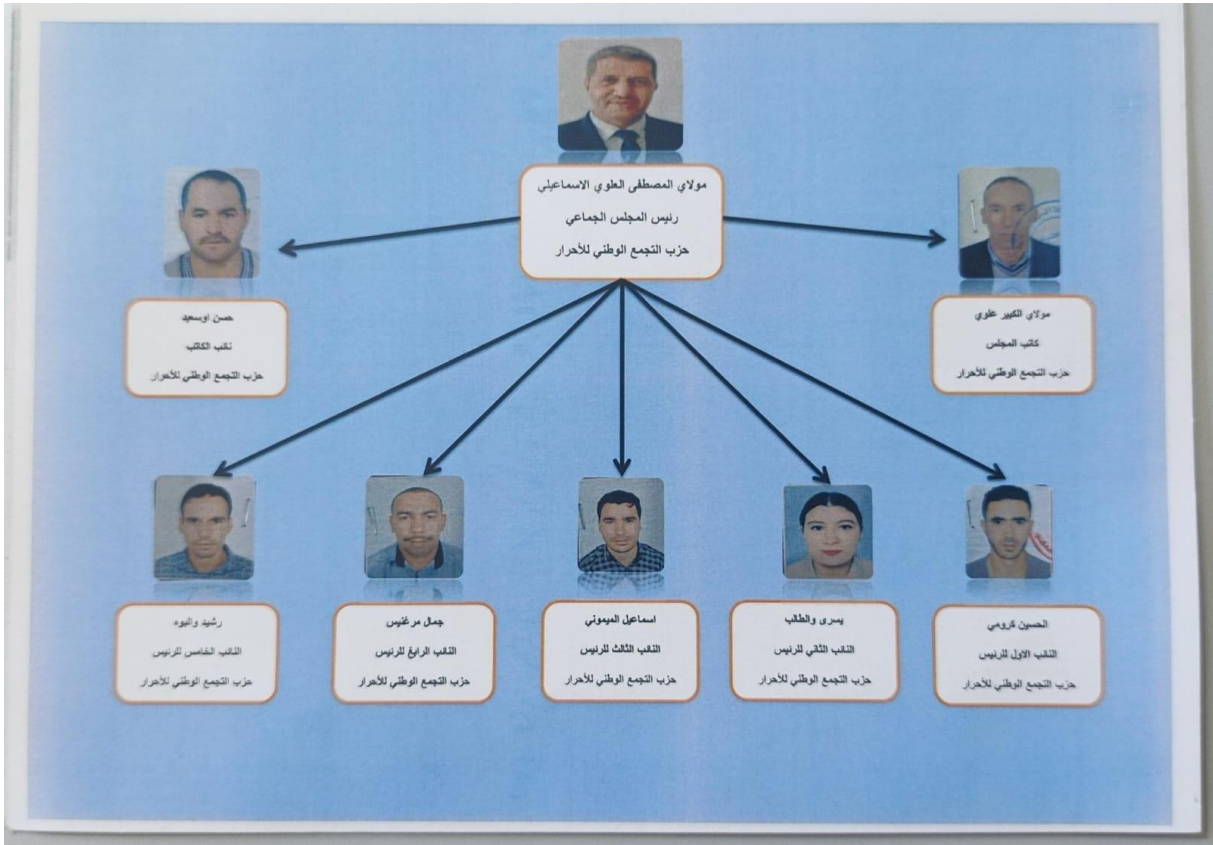 مولاي المصطفى العلوي الاسماعيلي
رئيس المجلس الجماعي
حزب التجمع الوطني للأحرار
مولاي الكبير علوي
كاتب المجلس
حزب التجمع الوطني للأحرار
حسن اوسعيد
نائب الكاتب
حزب التجمع الوطني للأحرار
الحسين كرومي
النائب الاول للرئيس
حزب التجمع الوطني للأحرار
يسرى والطالب
النائب الثاني للرئيس
حزب التجمع الوطني للأحرار
اسماعيل الميموني
النائب الثالث للرئيس
حزب التجمع الوطني للأحرار
جمال مرغنيس
النائب الرابع للرئيس
حزب التجمع الوطني للأحرار
رشيد والبوه
النائب الخامس للرئيس
حزب التجمع الوطني للأحرار